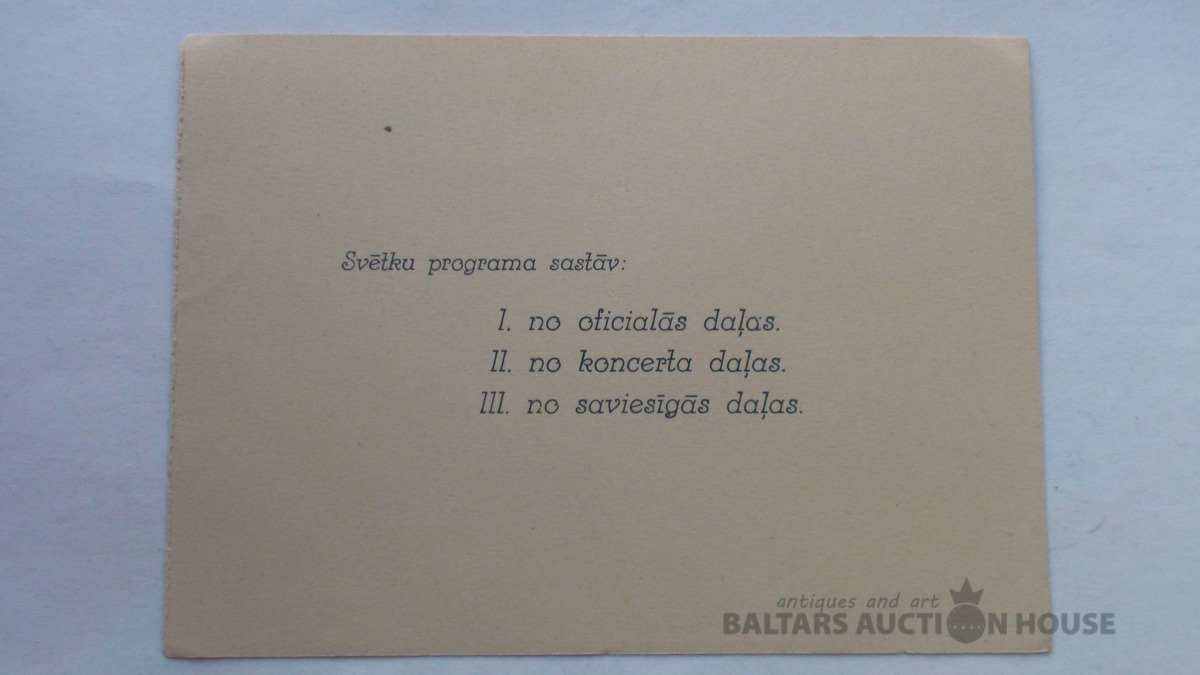 Svētku programa sastāv:
I. no oficialās daļas.
II. no koncerta daļas.
III. no saviesīgās daļas.
antiques and art
BALTARS AUCTION HOUSE